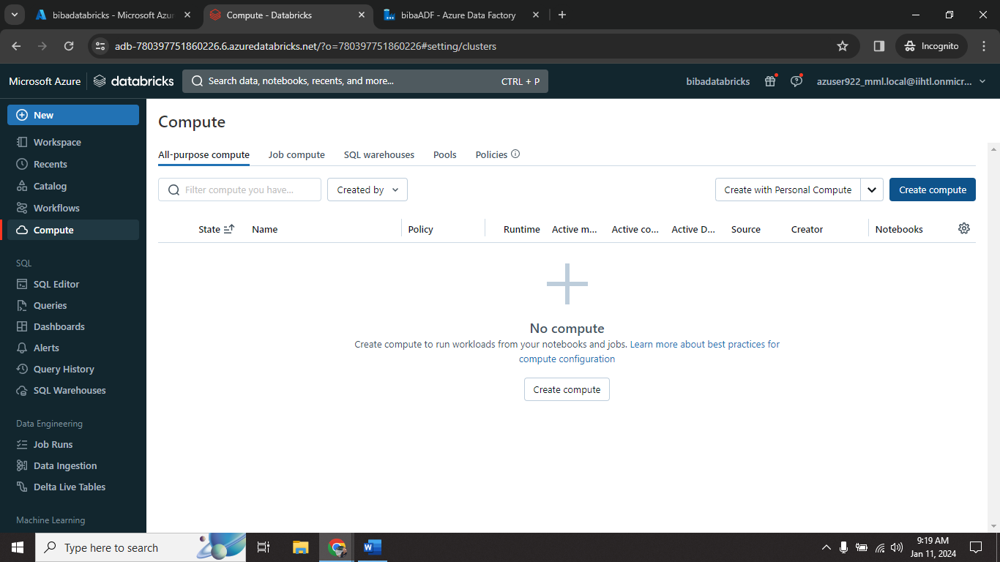 bibadatabricks - Microsoft Azur
Compute - Databricks
bibaADF - Azure Data Factory
adb-780397751860226.6.azuredatabricks.net/?o=780397751860226#setting/clusters
Incognito
Microsoft Azure
databricks
Search data, notebooks, recents, and more...
CTRL + P
bibadatabricks
azuser922_mml.local@iihtl.onmicr...
New
Workspace
Recents
Catalog
Workflows
Compute
SQL
SQL Editor
Queries
Dashboards
Alerts
Query History
SQL Warehouses
Data Engineering
Job Runs
Data Ingestion
Delta Live Tables
Machine Learning
Compute
All-purpose compute
Job compute
SQL warehouses
Pools
Policies
Filter compute you have...
Created by
Create with Personal Compute
Create compute
State
Name
Policy
Runtime
Active m...
Active co...
Active D...
Source
Creator
Notebooks
No compute
Create compute to run workloads from your notebooks and jobs. Learn more about best practices for
compute configuration
Create compute
Type here to search
9:19 AM
Jan 11, 2024